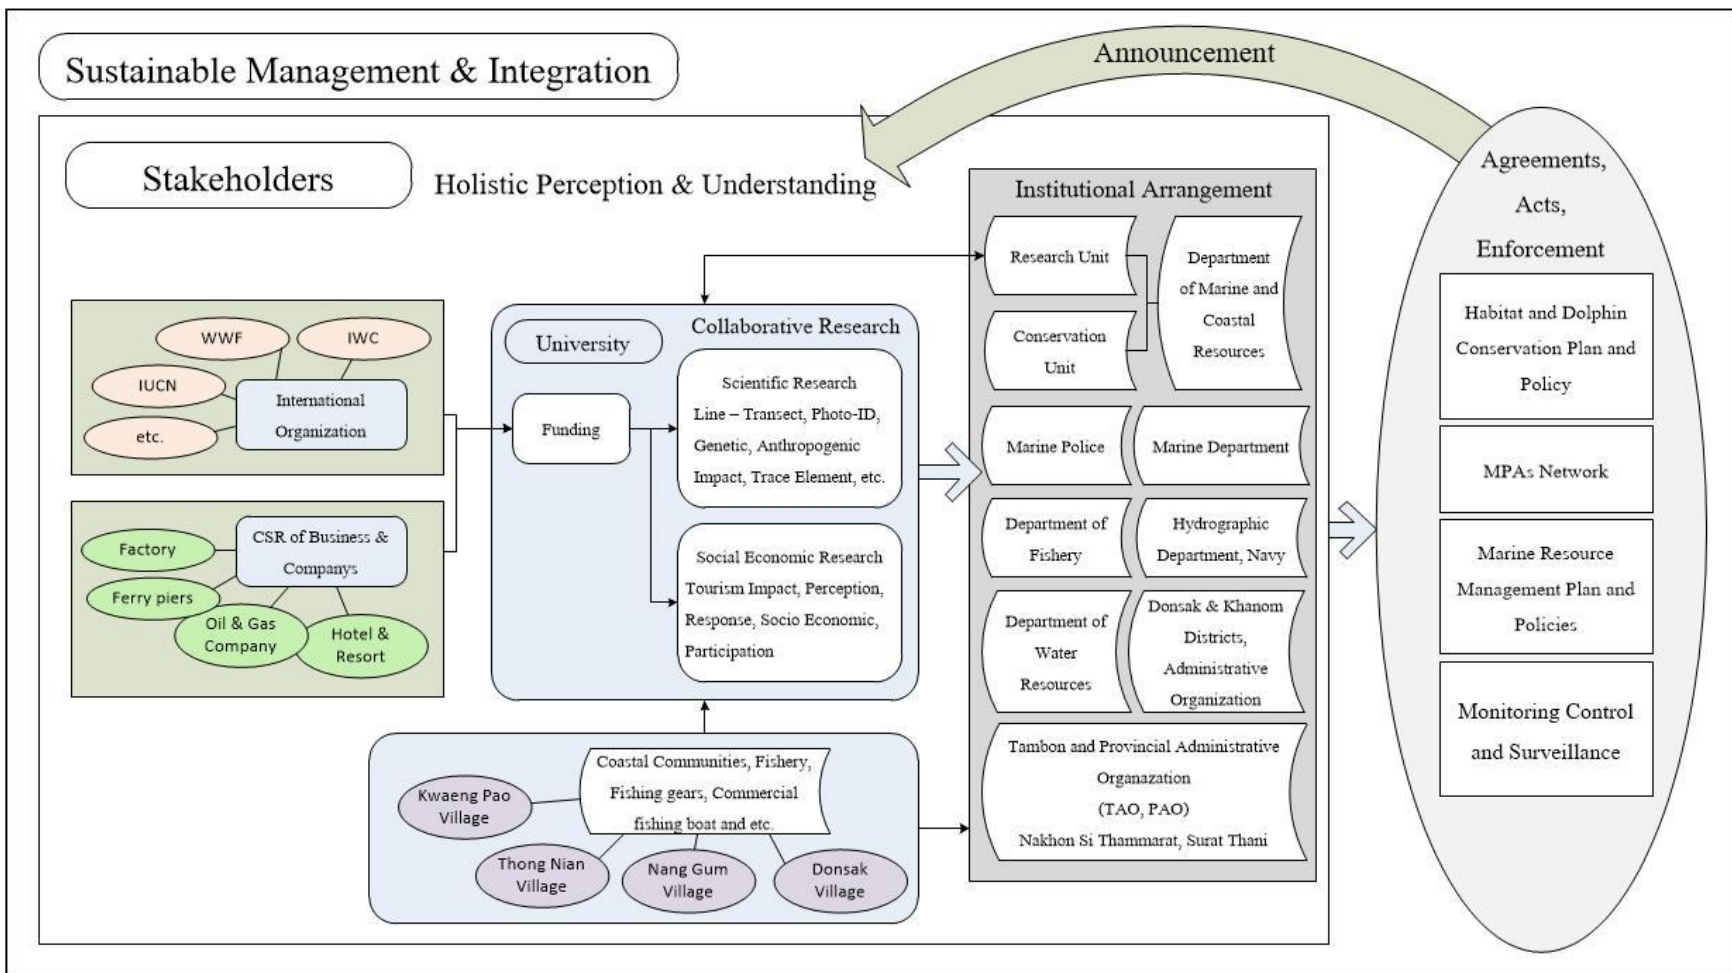 Sustainable Management & Integration
Announcement
Stakeholders
Holistic Perception & Understanding
WWF
IWC
IUCN
etc.
International
Organization
CSR of Business &
Companys
Factory
Ferry piers
Oil & Gas
Company
Hotel &
Resort
University
Collaborative Research
Funding
Scientific Research
Line – Transect, Photo-ID,
Genetic, Anthropogenic
Impact, Trace Element, etc.
Social Economic Research
Tourism Impact, Perception,
Response, Socio Economic,
Participation
Coastal Communities, Fishery,
Fishing gears, Commercial
fishing boat and etc.
Kwaeng Pao
Village
Thong Nian
Village
Nang Gum
Village
Donsak
Village
Institutional Arrangement
Research Unit
Conservation
Unit
Department
of Marine and
Coastal
Resources
Marine Police
Marine Department
Department of
Fishery
Hydrographic
Department, Navy
Department of
Water
Resources
Donsak & Khanom
Districts,
Administrative
Organization
Tambon and Provincial Administrative
Organazation
(TAO, PAO)
Nakhon Si Thammarat, Surat Thani
Agreements,
Acts,
Enforcement
Habitat and Dolphin
Conservation Plan and
Policy
MPAs Network
Marine Resource
Management Plan and
Policies
Monitoring Control
and Surveillance